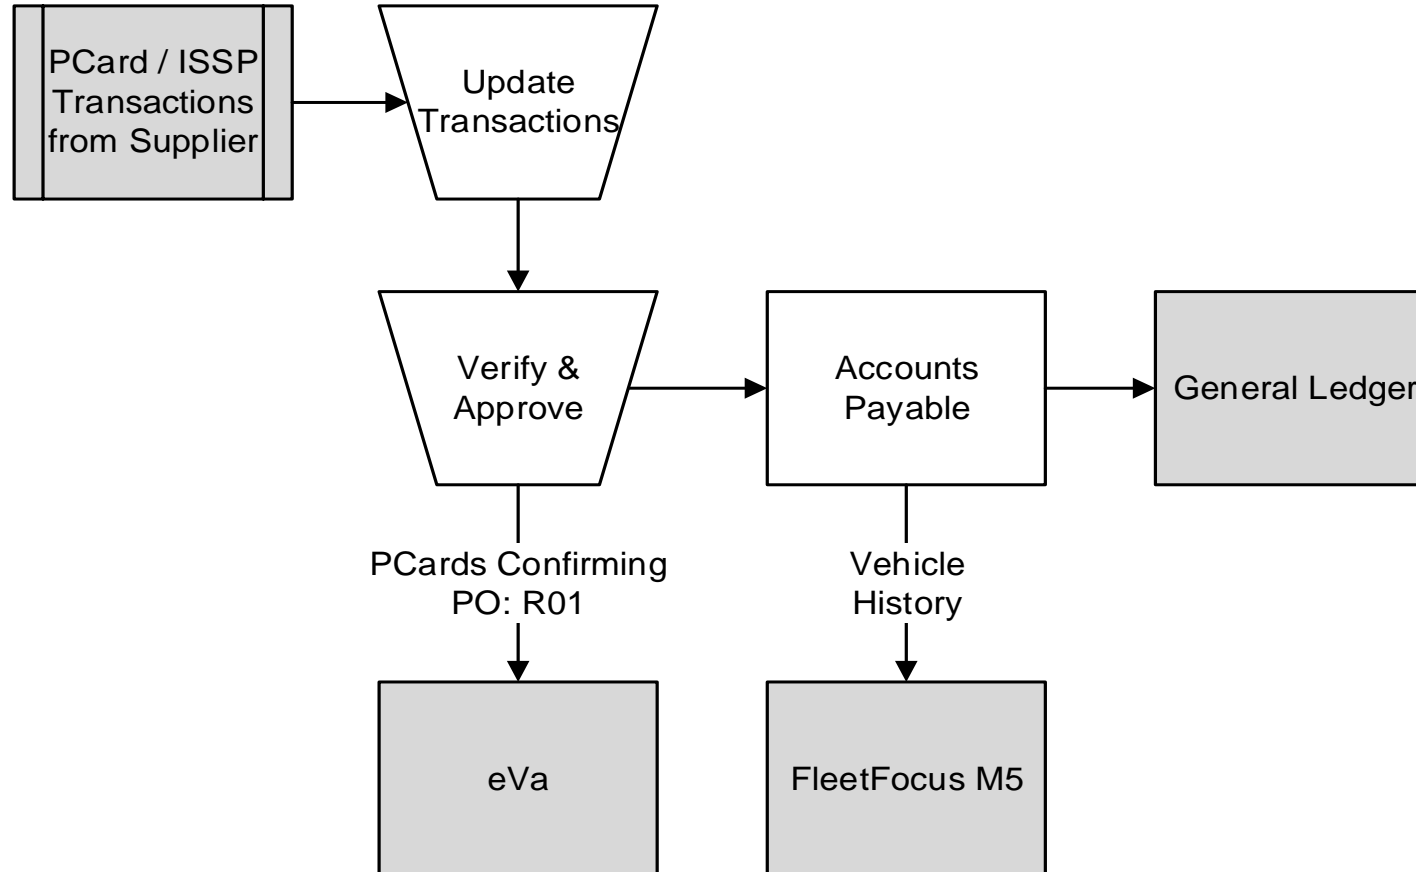 PCard / ISSP
Transactions
from Supplier
Update
Transactions
Verify &
Approve
Accounts
Payable
General Ledger
PCards Confirming
PO: R01
Vehicle
History
eVa
FleetFocus M5